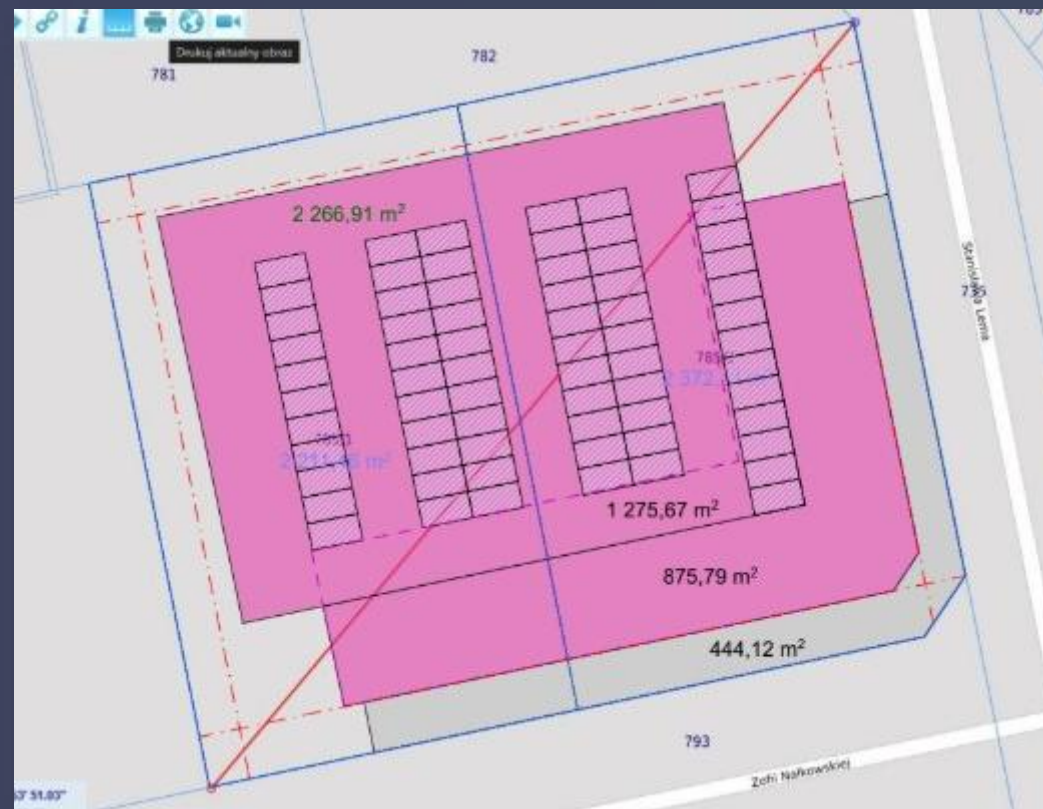 Drukuj aktualny obraz
781
782
2 266,91 m²
Stanisława Lema
735
1 275,67 m²
875,79 m²
444,12 m²
793
Zofii Nałkowskiej